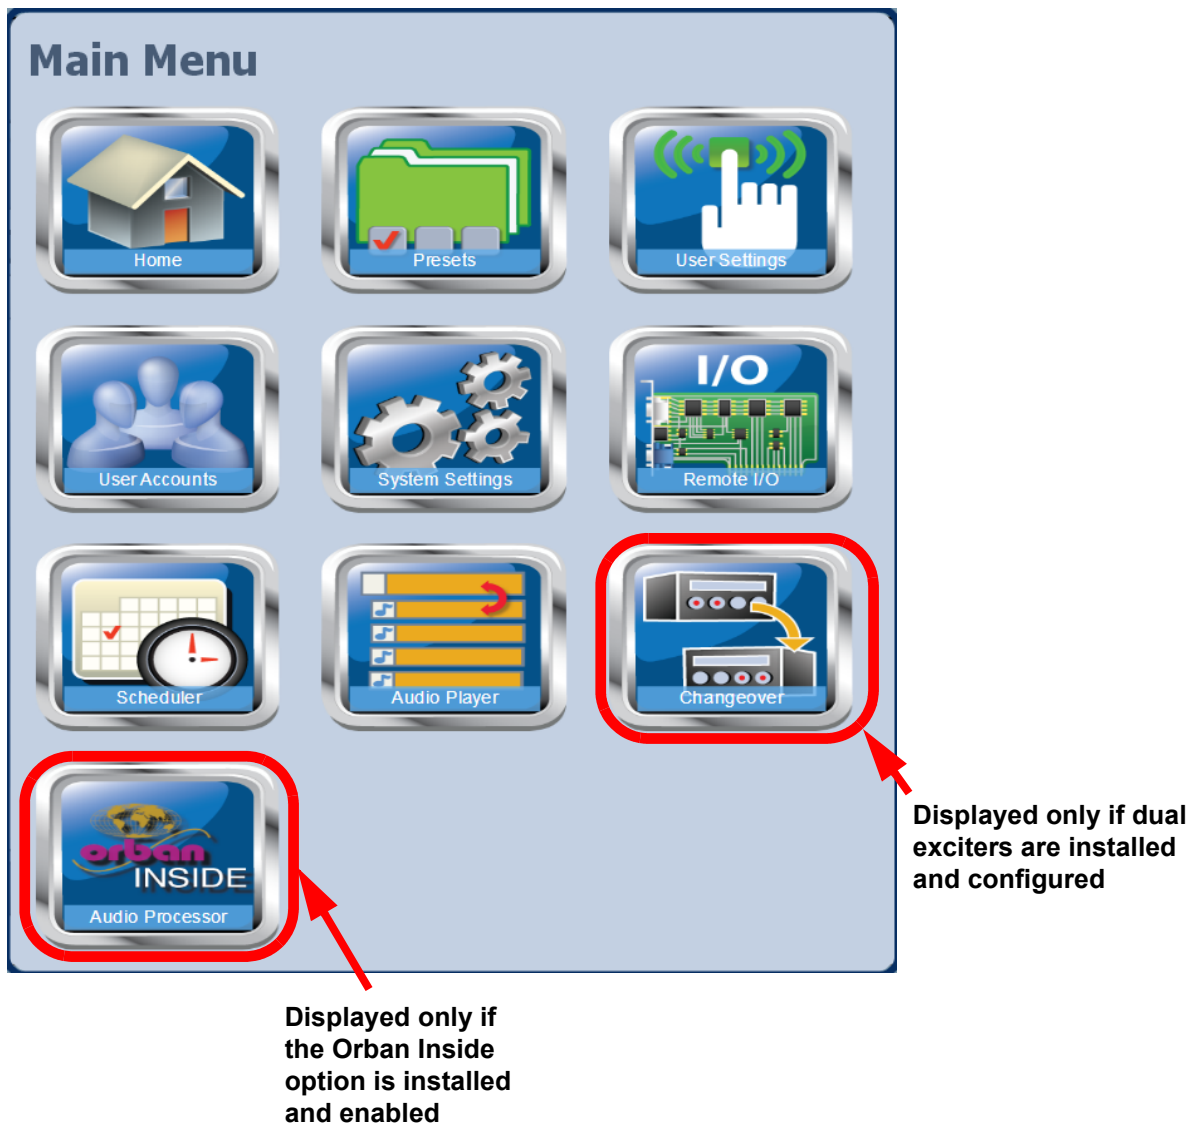 Main Menu
Home
Presets
User Settings
I/O
User Accounts
System Settings
Remote I/O
Scheduler
Audio Player
Changeover
orban
INSIDE
Audio Processor
Displayed only if dual
exciters are installed
and configured
Displayed only if
the Orban Inside
option is installed
and enabled